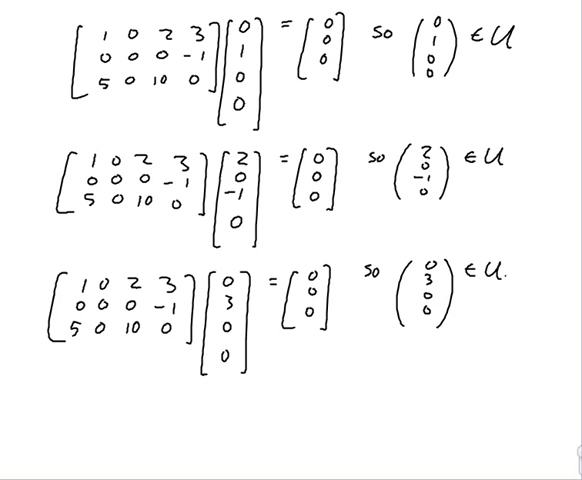 [1 0 2 3; 0 0 0 -1; 5 0 10 0] [0; 1; 0; 0] = [0; 0; 0] so (0; 1; 0; 0) ∈ U
[1 0 2 3; 0 0 0 -1; 5 0 10 0] [2; 0; -1; 0] = [0; 0; 0] so (2; 0; -1; 0) ∈ U
[1 0 2 3; 0 0 0 -1; 5 0 10 0] [0; 3; 0; 0] = [0; 0; 0] so (0; 3; 0; 0) ∈ U.